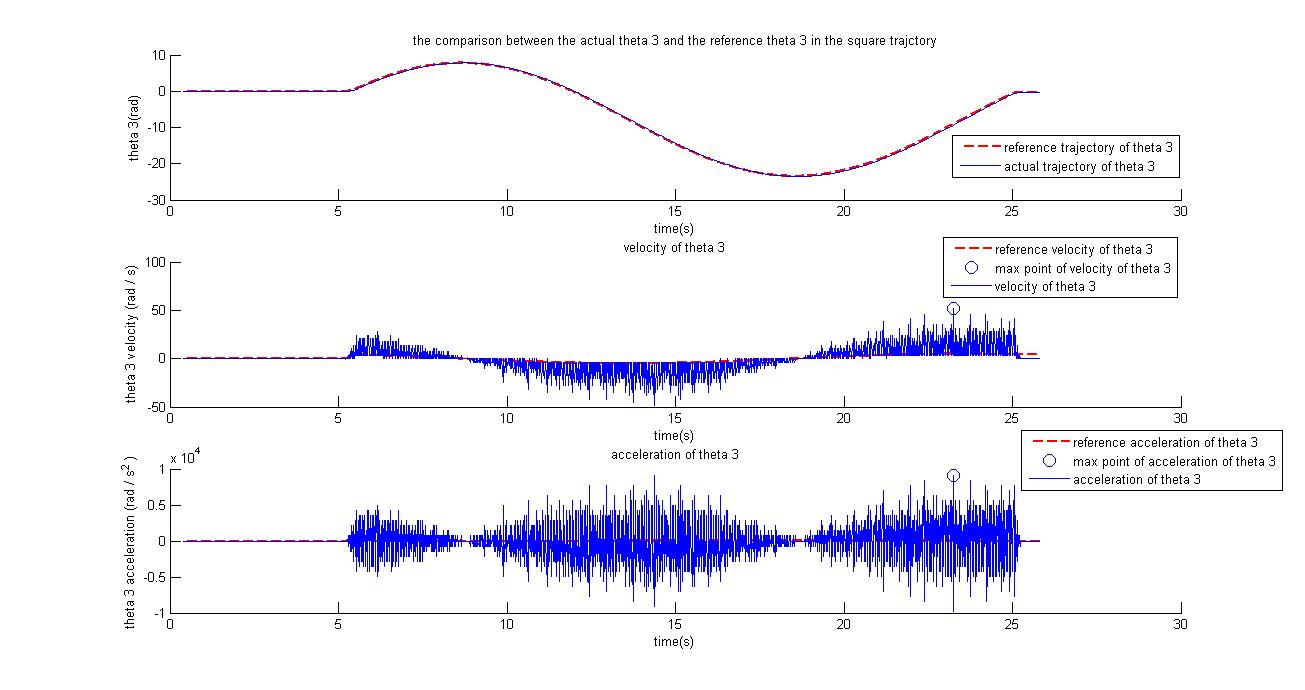 the comparison between the actual theta 3 and the reference theta 3 in the square trajctory
10
0
-10
-20
-30
theta 3(rad)
reference trajectory of theta 3
actual trajectory of theta 3
0 5 10 15 20 25 30
time(s)
velocity of theta 3
100
50
0
-50
theta 3 velocity (rad / s)
reference velocity of theta 3
max point of velocity of theta 3
velocity of theta 3
0 5 10 15 20 25 30
time(s)
acceleration of theta 3
x 10^4
1
0.5
0
-0.5
-1
theta 3 acceleration (rad / s^2 )
reference acceleration of theta 3
max point of acceleration of theta 3
acceleration of theta 3
0 5 10 15 20 25 30
time(s)